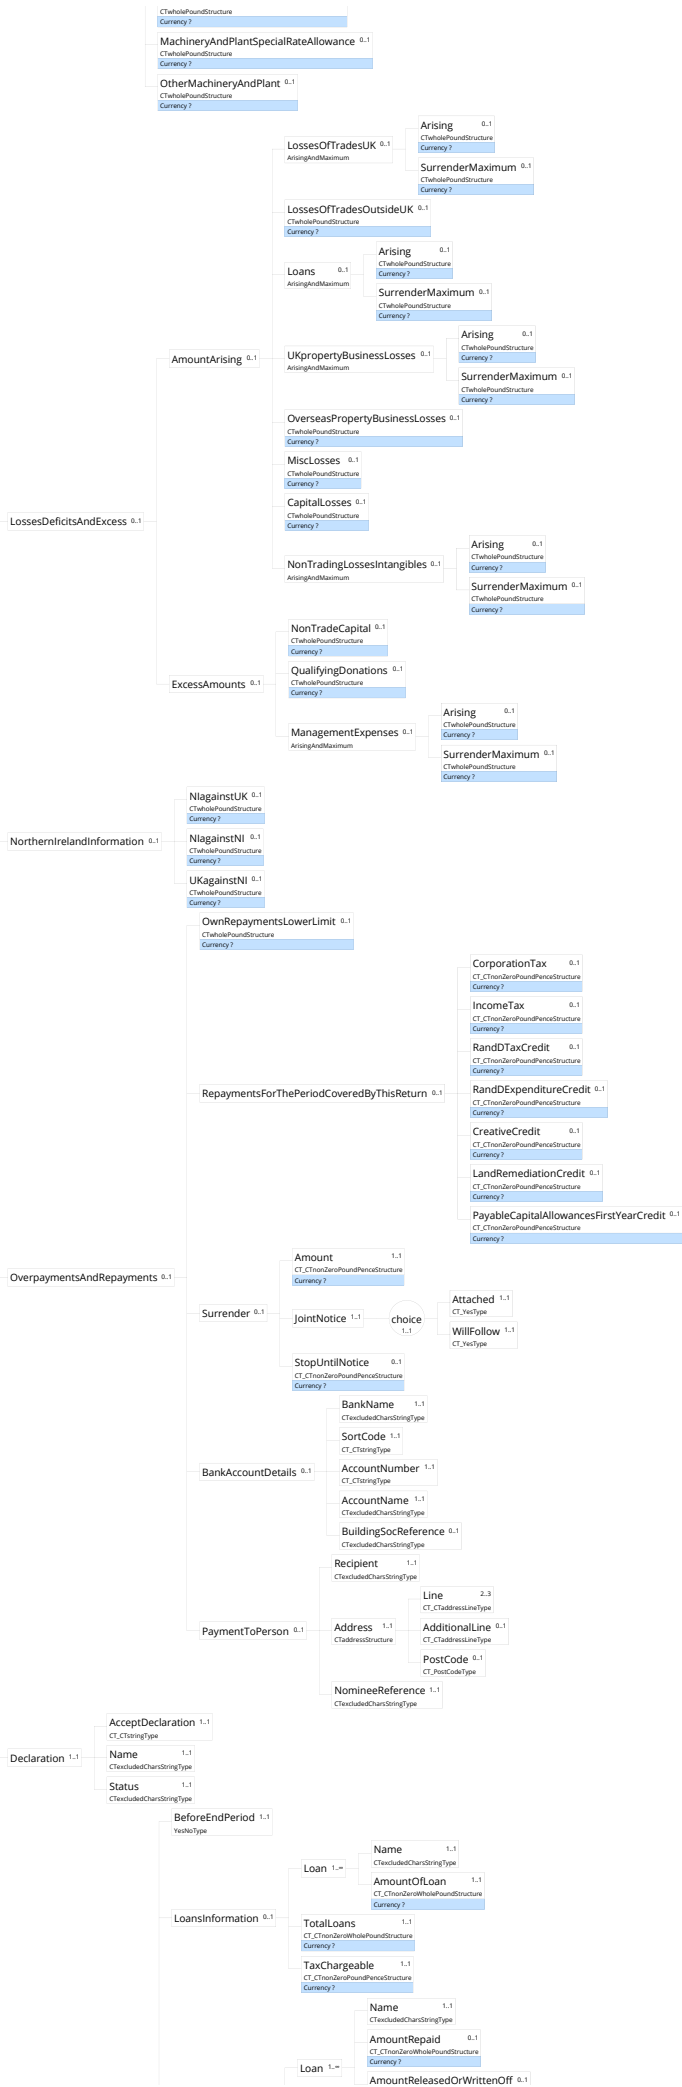 CTwholePoundStructure
Currency ?
MachineryAndPlantSpecialRateAllowance 0..1
CTwholePoundStructure
Currency ?
OtherMachineryAndPlant 0..1
CTwholePoundStructure
Currency ?
LossesDeficitsAndExcess 0..1
AmountArising 0..1
LossesOfTradesUK 0..1
ArisingAndMaximum
Arising 0..1
CTwholePoundStructure
Currency ?
SurrenderMaximum 0..1
CTwholePoundStructure
Currency ?
LossesOfTradesOutsideUK 0..1
CTwholePoundStructure
Currency ?
Loans 0..1
ArisingAndMaximum
Arising 0..1
CTwholePoundStructure
Currency ?
SurrenderMaximum 0..1
CTwholePoundStructure
Currency ?
UKpropertyBusinessLosses 0..1
ArisingAndMaximum
Arising 0..1
CTwholePoundStructure
Currency ?
SurrenderMaximum 0..1
CTwholePoundStructure
Currency ?
OverseasPropertyBusinessLosses 0..1
CTwholePoundStructure
Currency ?
MiscLosses 0..1
CTwholePoundStructure
Currency ?
CapitalLosses 0..1
CTwholePoundStructure
Currency ?
NonTradingLossesIntangibles 0..1
ArisingAndMaximum
Arising 0..1
CTwholePoundStructure
Currency ?
SurrenderMaximum 0..1
CTwholePoundStructure
Currency ?
ExcessAmounts 0..1
NonTradeCapital 0..1
CTwholePoundStructure
Currency ?
QualifyingDonations 0..1
CTwholePoundStructure
Currency ?
ManagementExpenses 0..1
ArisingAndMaximum
Arising 0..1
CTwholePoundStructure
Currency ?
SurrenderMaximum 0..1
CTwholePoundStructure
Currency ?
NorthernIrelandInformation 0..1
NIagainstUK 0..1
CTwholePoundStructure
Currency ?
NIagainstNI 0..1
CTwholePoundStructure
Currency ?
UKagainstNI 0..1
CTwholePoundStructure
Currency ?
OverpaymentsAndRepayments 0..1
OwnRepaymentsLowerLimit 0..1
CTwholePoundStructure
Currency ?
RepaymentsForThePeriodCoveredByThisReturn 0..1
CorporationTax 0..1
CT_CTnonZeroPoundPenceStructure
Currency ?
IncomeTax 0..1
CT_CTnonZeroPoundPenceStructure
Currency ?
RandDTaxCredit 0..1
CT_CTnonZeroPoundPenceStructure
Currency ?
RandDExpenditureCredit 0..1
CT_CTnonZeroPoundPenceStructure
Currency ?
CreativeCredit 0..1
CT_CTnonZeroPoundPenceStructure
Currency ?
LandRemediationCredit 0..1
CT_CTnonZeroPoundPenceStructure
Currency ?
PayableCapitalAllowancesFirstYearCredit 0..1
CT_CTnonZeroPoundPenceStructure
Currency ?
Surrender 0..1
Amount 1..1
CT_CTnonZeroPoundPenceStructure
Currency ?
JointNotice 1..1
choice
1..1
Attached 1..1
CT_YesType
WillFollow 1..1
CT_YesType
StopUntilNotice 0..1
CT_CTnonZeroPoundPenceStructure
Currency ?
BankAccountDetails 0..1
BankName 1..1
CTexcludedCharsStringType
SortCode 1..1
CT_CTstringType
AccountNumber 1..1
CT_CTstringType
AccountName 1..1
CTexcludedCharsStringType
BuildingSocReference 0..1
CTexcludedCharsStringType
PaymentToPerson 0..1
Recipient 1..1
CTexcludedCharsStringType
Address 1..1
CTaddressStructure
Line 2..3
CT_CTaddressLineType
AdditionalLine 0..1
CT_CTaddressLineType
PostCode 0..1
CT_PostCodeType
NomineeReference 1..1
CTexcludedCharsStringType
Declaration 1..1
AcceptDeclaration 1..1
CT_CTstringType
Name 1..1
CTexcludedCharsStringType
Status 1..1
CTexcludedCharsStringType
BeforeEndPeriod 1..1
YesNoType
LoansInformation 0..1
Loan 1..∞
Name 1..1
CTexcludedCharsStringType
AmountOfLoan 1..1
CT_CTnonZeroWholePoundStructure
Currency ?
TotalLoans 1..1
CT_CTnonZeroWholePoundStructure
Currency ?
TaxChargeable 1..1
CT_CTnonZeroPoundPenceStructure
Currency ?
Loan 1..∞
Name 1..1
CTexcludedCharsStringType
AmountRepaid 0..1
CT_CTnonZeroWholePoundStructure
Currency ?
AmountReleasedOrWrittenOff 0..1